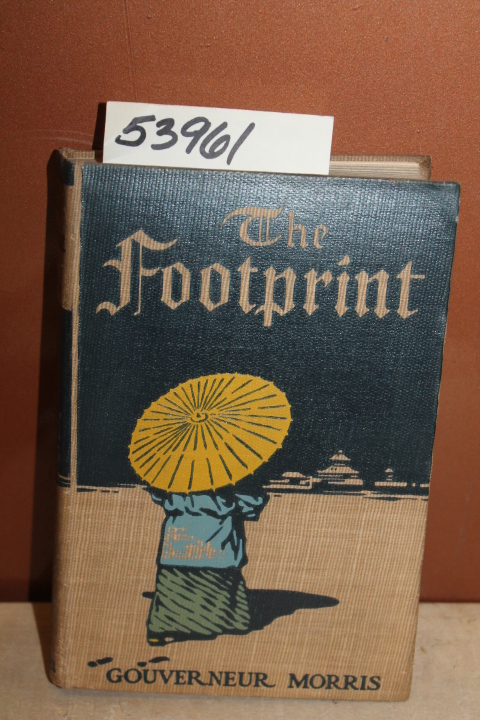 53961
The
Footprint
GOUVERNEUR MORRIS